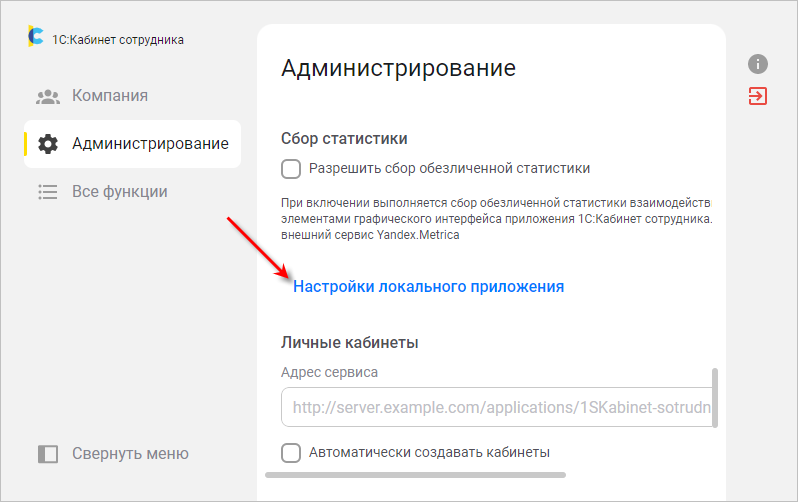 1С:Кабинет сотрудника
Компания
Администрирование
Все функции
Свернуть меню
Администрирование
Сбор статистики
Разрешить сбор обезличенной статистики
При включении выполняется сбор обезличенной статистики взаимодейств
элементами графического интерфейса приложения 1С:Кабинет сотрудника.
внешний сервис Yandex.Metrica
Настройки локального приложения
Личные кабинеты
Адрес сервиса
http://server.example.com/applications/1SKabinet-sotrudn
Автоматически создавать кабинеты